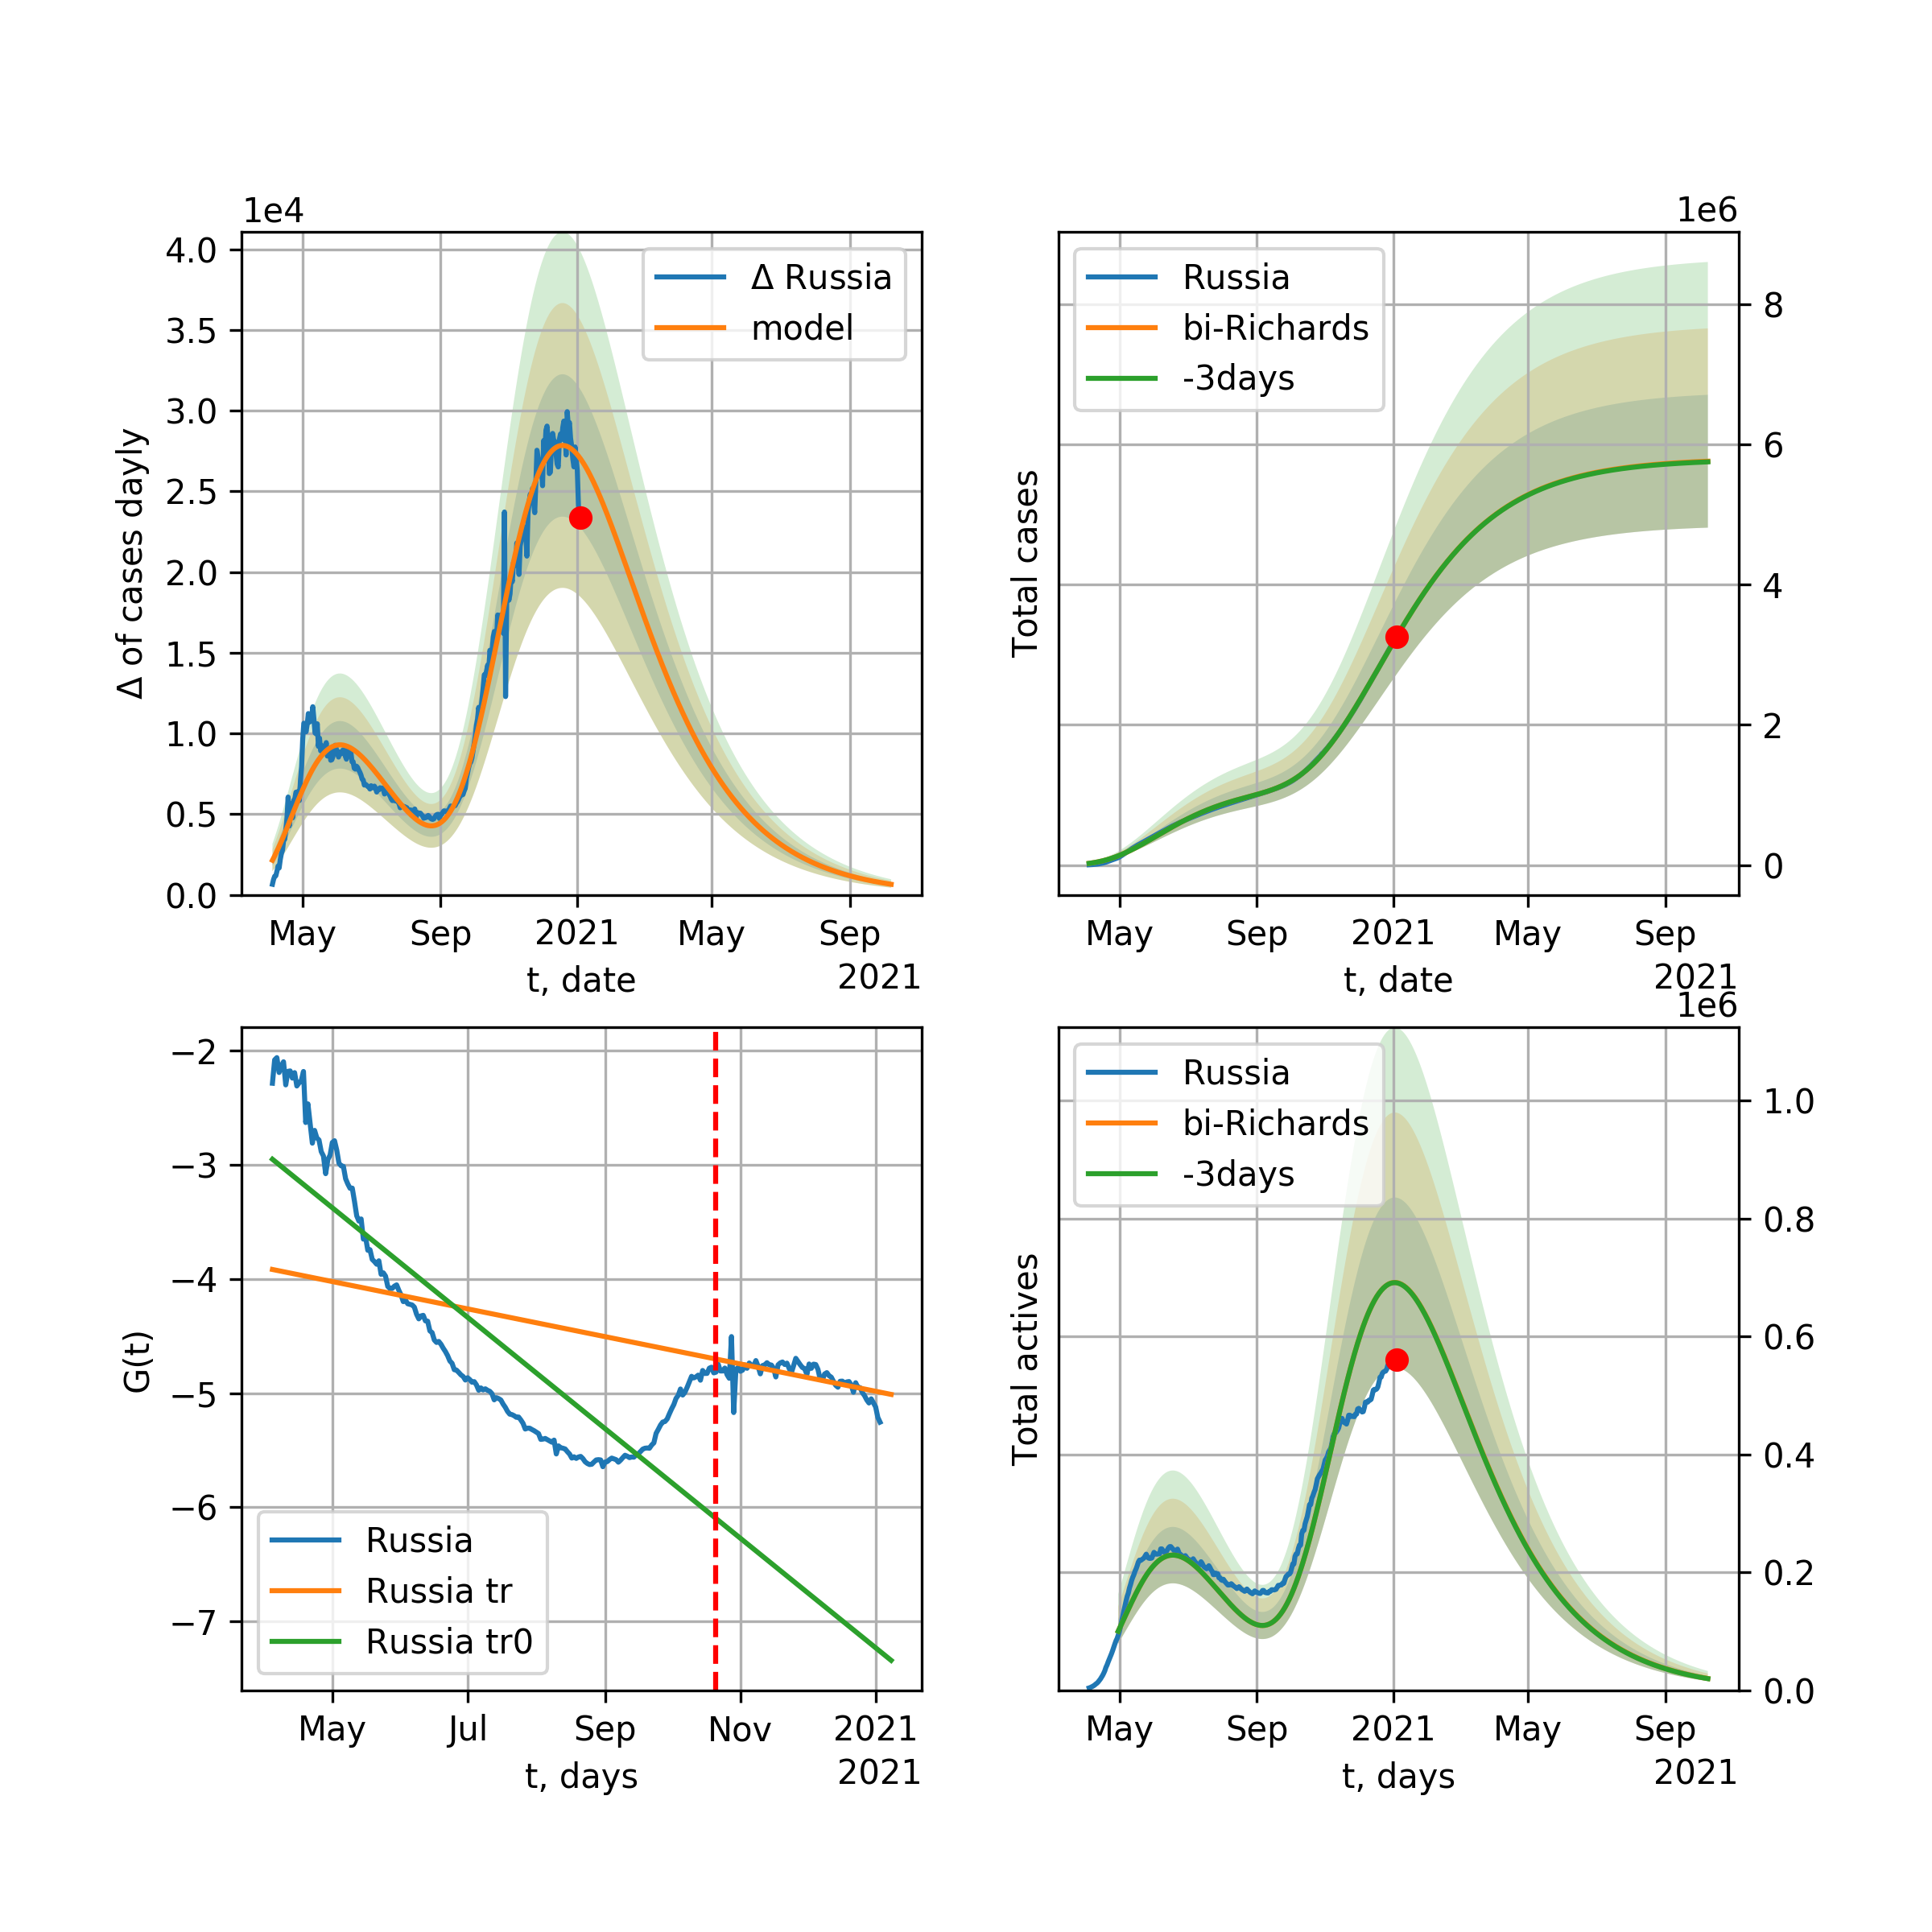 1e4
4.0
3.5
3.0
2.5
2.0
1.5
1.0
0.5
0.0
Δ of cases dayly
Δ Russia
model
May Sep 2021 May Sep
t, date
2021
1e6
Total cases
Russia
bi-Richards
-3days
8
6
4
2
0
May Sep 2021 May Sep
t, date
2021
−2
−3
−4
−5
−6
−7
G(t)
Russia
Russia tr
Russia tr0
May Jul Sep Nov 2021
t, days
2021
1e6
Total actives
Russia
bi-Richards
-3days
1.0
0.8
0.6
0.4
0.2
0.0
May Sep 2021 May Sep
t, days
2021